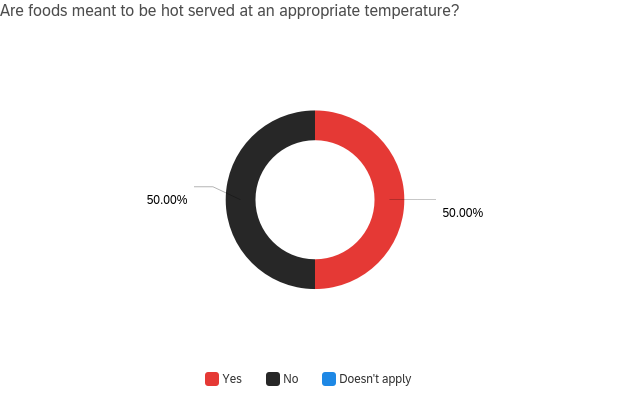 Are foods meant to be hot served at an appropriate temperature?
50.00%
50.00%
Yes No Doesn't apply